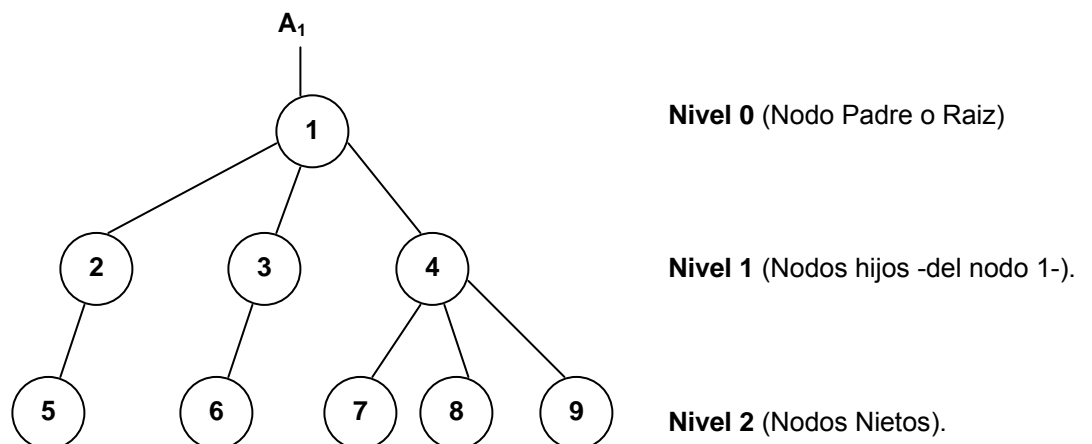 A₁
1
Nivel 0 (Nodo Padre o Raiz)
2 3 4
Nivel 1 (Nodos hijos -del nodo 1-).
5 6 7 8 9
Nivel 2 (Nodos Nietos).